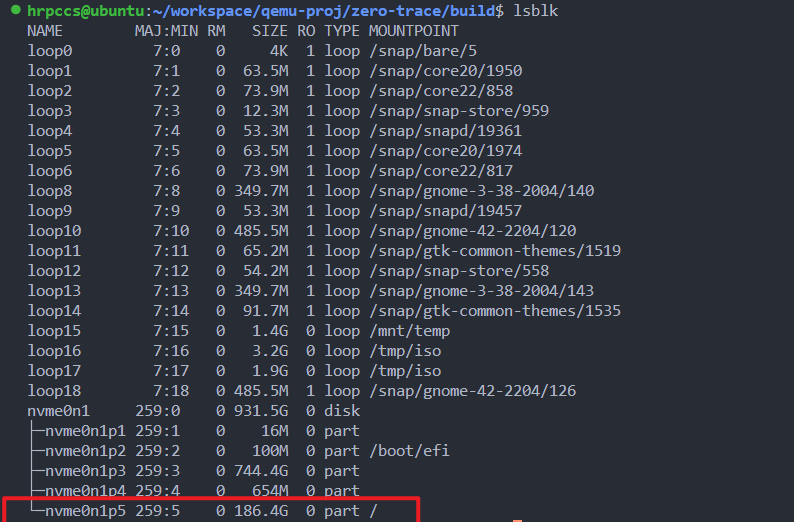 hrpccs@ubuntu:~/workspace/qemu-proj/zero-trace/build$ lsblk
NAME        MAJ:MIN RM   SIZE RO TYPE MOUNTPOINT
loop0         7:0    0     4K  1 loop /snap/bare/5
loop1         7:1    0  63.5M  1 loop /snap/core20/1950
loop2         7:2    0  73.9M  1 loop /snap/core22/858
loop3         7:3    0  12.3M  1 loop /snap/snap-store/959
loop4         7:4    0  53.3M  1 loop /snap/snapd/19361
loop5         7:5    0  63.5M  1 loop /snap/core20/1974
loop6         7:6    0  73.9M  1 loop /snap/core22/817
loop8         7:8    0 349.7M  1 loop /snap/gnome-3-38-2004/140
loop9         7:9    0  53.3M  1 loop /snap/snapd/19457
loop10        7:10   0 485.5M  1 loop /snap/gnome-42-2204/120
loop11        7:11   0  65.2M  1 loop /snap/gtk-common-themes/1519
loop12        7:12   0  54.2M  1 loop /snap/snap-store/558
loop13        7:13   0 349.7M  1 loop /snap/gnome-3-38-2004/143
loop14        7:14   0  91.7M  1 loop /snap/gtk-common-themes/1535
loop15        7:15   0   1.4G  0 loop /mnt/temp
loop16        7:16   0   3.2G  0 loop /tmp/iso
loop17        7:17   0   1.9G  0 loop /tmp/iso
loop18        7:18   0 485.5M  1 loop /snap/gnome-42-2204/126
nvme0n1     259:0    0 931.5G  0 disk
├─nvme0n1p1 259:1    0    16M  0 part
├─nvme0n1p2 259:2    0   100M  0 part /boot/efi
├─nvme0n1p3 259:3    0 744.4G  0 part
├─nvme0n1p4 259:4    0   654M  0 part
└─nvme0n1p5 259:5    0 186.4G  0 part /